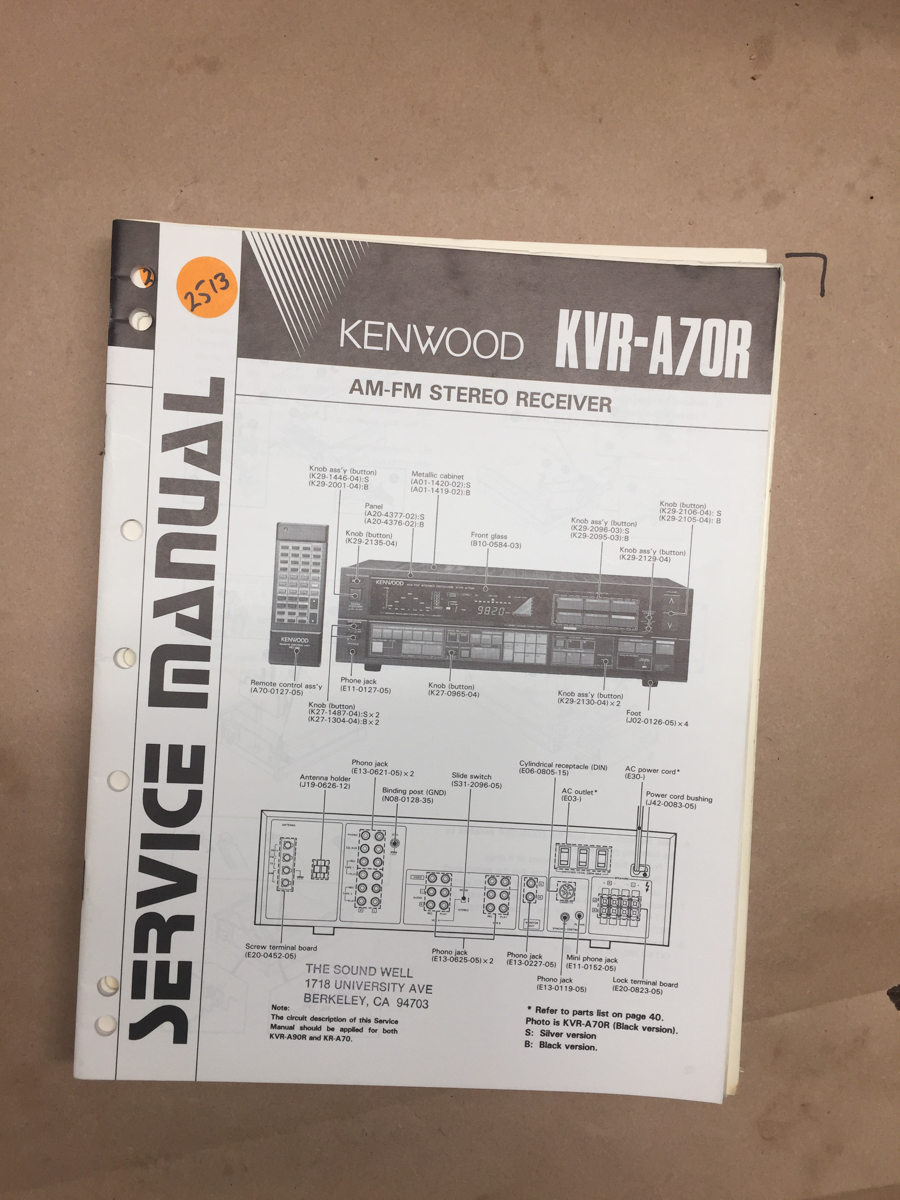 2
2513
KENWOOD KVR-A70R
AM-FM STEREO RECEIVER
SERVICE MANUAL
Knob ass'y (button)
(K29-1446-04):S
(K29-2001-04):B
Metallic cabinet
(A01-1420-02):S
(A01-1419-02):B
Panel
(A20-4377-02):S
(A20-4376-02):B
Knob (button)
(K29-2135-04)
Front glass
(B10-0584-03)
Knob ass'y (button)
(K29-2096-03):S
(K29-2095-03):B
Knob (button)
(K29-2106-04): S
(K29-2105-04): B
Knob ass'y (button)
(K29-2129-04)
KENWOOD
9820
KENWOOD
Remote control ass'y
(A70-0127-05)
Phone jack
(E11-0127-05)
Knob (button)
(K27-1487-04):S×2
(K27-1304-04):B×2
Knob (button)
(K27-0965-04)
Knob ass'y (button)
(K29-2130-04)×2
Foot
(J02-0126-05)×4
Phono jack
(E13-0621-05)×2
Antenna holder
(J19-0626-12)
Binding post (GND)
(N08-0128-35)
Slide switch
(S31-2096-05)
Cylindrical receptacle (DIN)
(E06-0805-15)
AC outlet*
(E03-)
AC power cord*
(E30-)
Power cord bushing
(J42-0083-05)
Screw terminal board
(E20-0452-05)
Phono jack
(E13-0625-05)×2
Phono jack
(E13-0227-05)
Phono jack
(E13-0119-05)
Mini phone jack
(E11-0152-05)
Lock terminal board
(E20-0823-05)
THE SOUND WELL
1718 UNIVERSITY AVE
BERKELEY, CA 94703
Note:
The circuit description of this Service
Manual should be applied for both
KVR-A90R and KR-A70.
* Refer to parts list on page 40.
Photo is KVR-A70R (Black version).
S: Silver version
B: Black version.